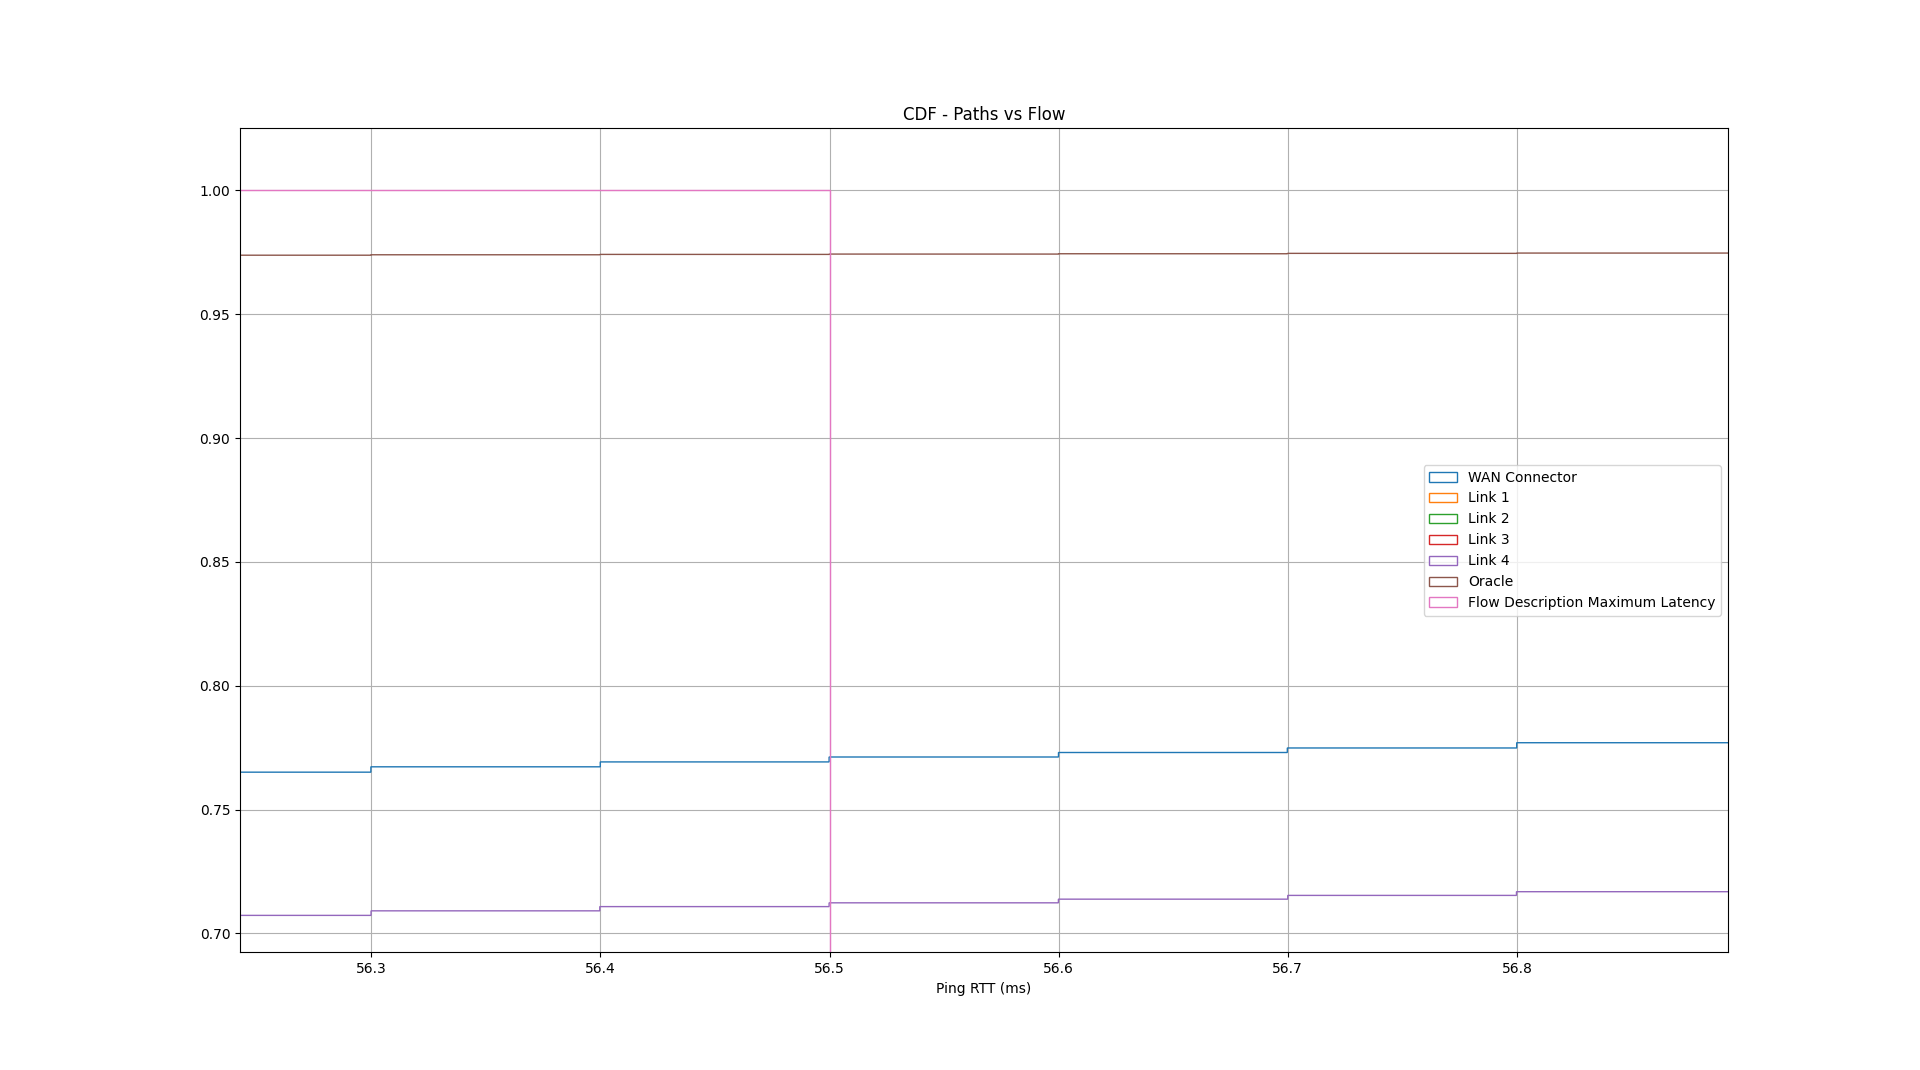 CDF - Paths vs Flow
1.00
0.95
0.90
0.85
0.80
0.75
0.70
WAN Connector
Link 1
Link 2
Link 3
Link 4
Oracle
Flow Description Maximum Latency
56.3 56.4 56.5 56.6 56.7 56.8
Ping RTT (ms)